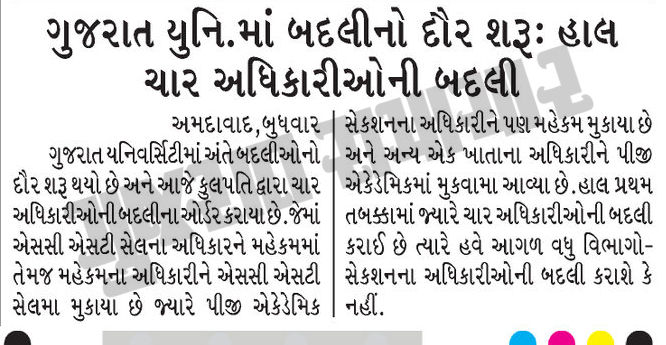 ગુજરાત યુનિ.માં બદલીનો દૌર શરૂઃ હાલ
ચાર અધિકારીઓની બદલી
અમદાવાદ,બુધવાર
ગુજરાત યનિવર્સિટીમાં અંતે બદલીઓનો
દૌર શરૂ થયો છે અને આજે કુલપતિ દ્વારા ચાર
અધિકારીઓની બદલીના ઓર્ડર કરાયા છે.જેમાં
એસસી એસટી સેલના અધિકારને મહેકમમાં
તેમજ મહેકમના અધિકારીને એસસી એસટી
સેલમા મુકાયા છે જ્યારે પીજી એકેડેમિક
સેકશનના અધિકારીને પણ મહેકમ મુકાયા છે
અને અન્ય એક ખાતાના અધિકારીને પીજી
એકેડેમિકમાં મુકવામા આવ્યા છે.હાલ પ્રથમ
તબક્કામાં જ્યારે ચાર અધિકારીઓની બદલી
કરાઈ છે ત્યારે હવે આગળ વધુ વિભાગો-
સેકશનના અધિકારીઓની બદલી કરાશે કે
નહીં.